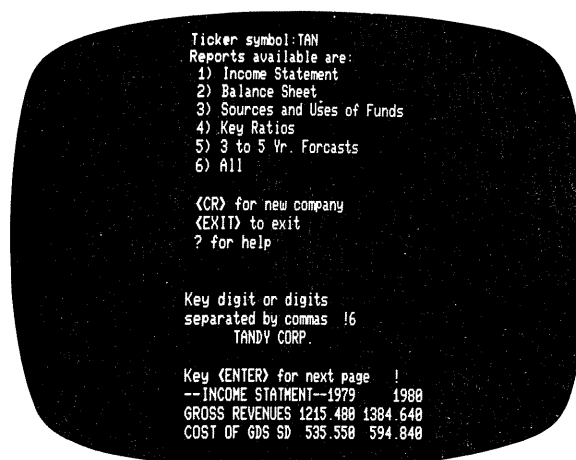 Ticker symbol:TAN
Reports available are:
1) Income Statement
2) Balance Sheet
3) Sources and Uses of Funds
4) Key Ratios
5) 3 to 5 Yr. Forcasts
6) All
<CR> for new company
<EXIT> to exit
? for help
Key digit or digits
separated by commas !6
TANDY CORP.
Key <ENTER> for next page !
--INCOME STATMENT--1979 1980
GROSS REVENUES 1215.480 1384.640
COST OF GDS SD 535.550 594.840